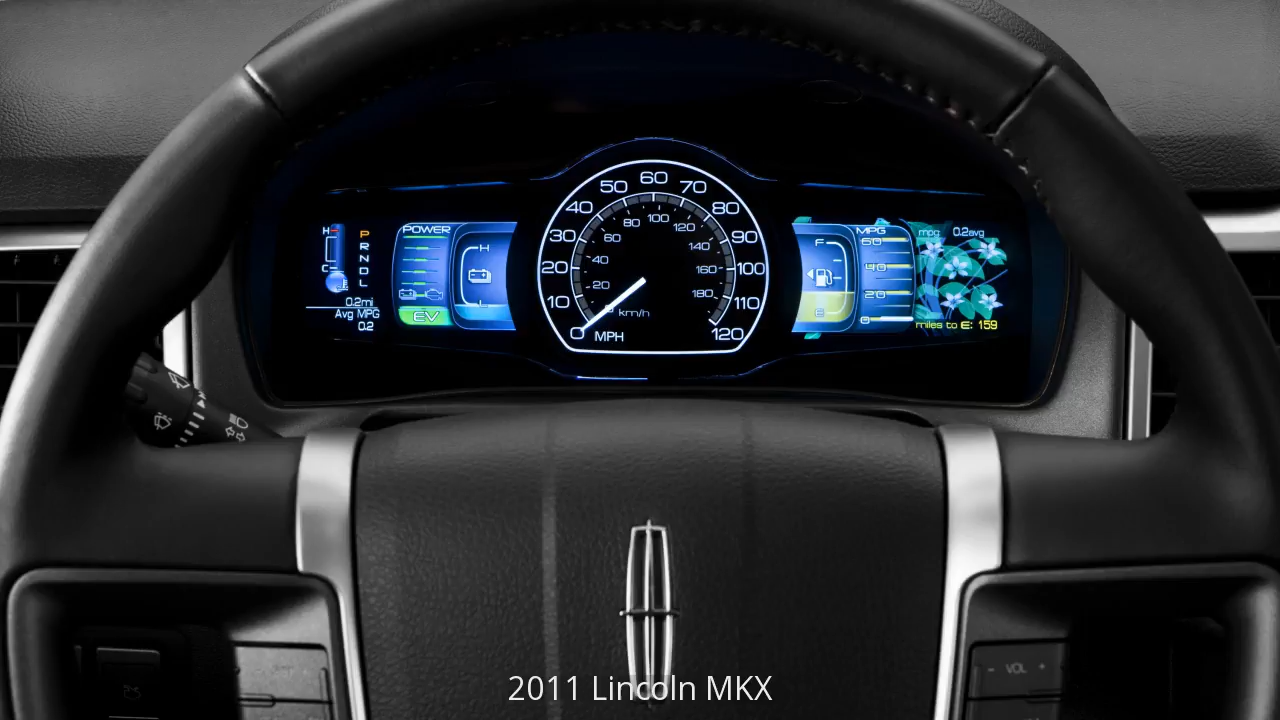 H
C
P
R
N
D
L
0.2mi
Avg MPG
0.2
POWER
H
L
EV
0
10
20
30
40
50
60
70
80
90
100
110
120
MPH
0
20
40
60
80
100
120
140
160
180
km/h
F
E
MPG
60
40
20
0
mpg: 0.2avg
miles to E: 159
- VOL +
2011 Lincoln MKX